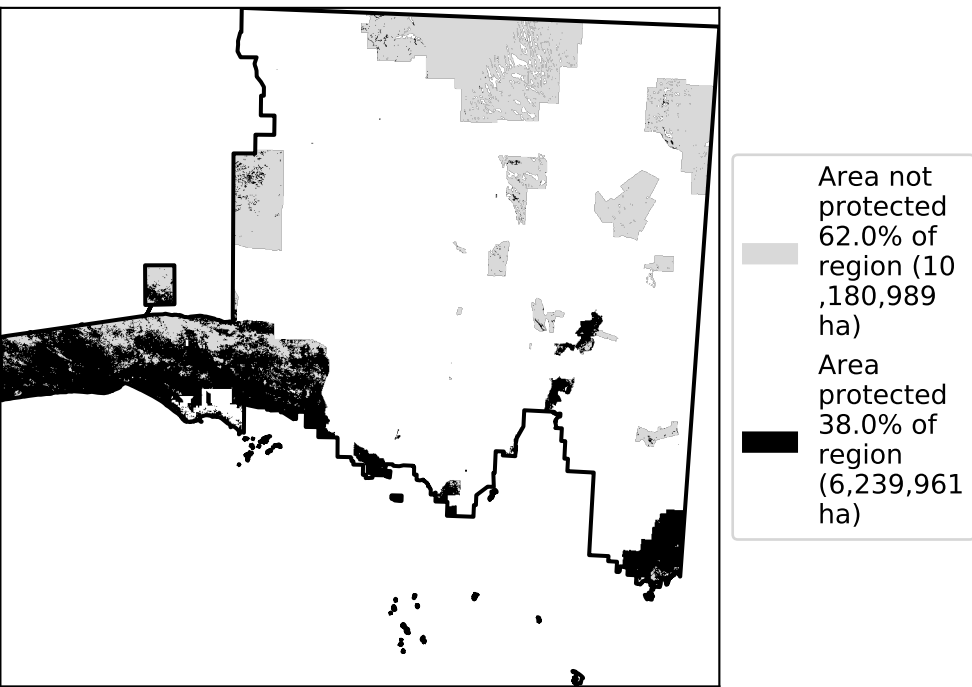 Area not
protected
62.0% of
region (10
,180,989
ha)
Area
protected
38.0% of
region
(6,239,961
ha)